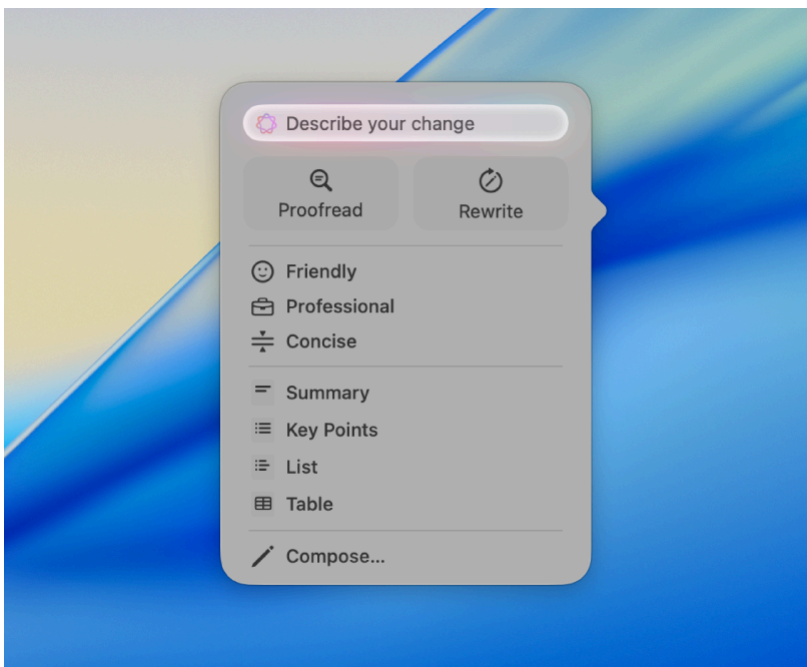 Describe your change
Proofread
Rewrite
Friendly
Professional
Concise
Summary
Key Points
List
Table
Compose...